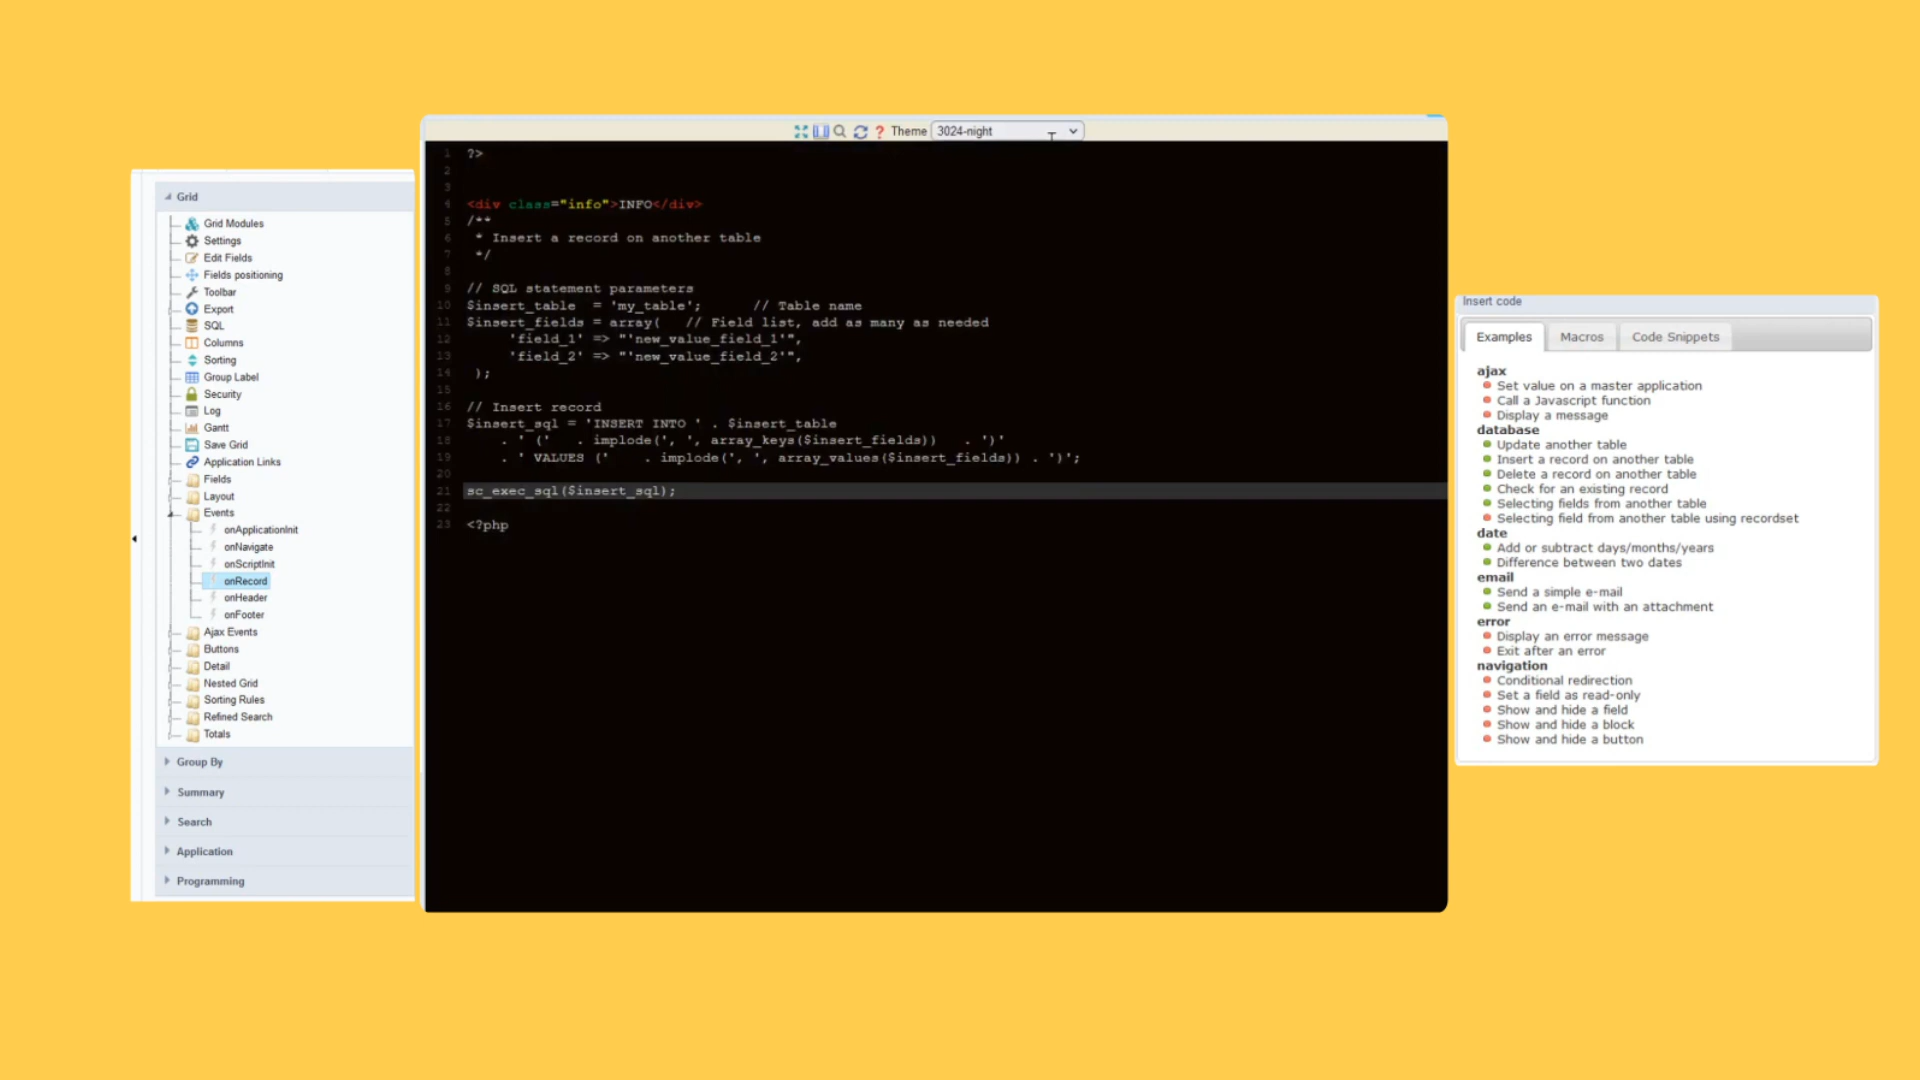 Grid
Grid Modules
Settings
Edit Fields
Fields positioning
Toolbar
Export
SQL
Columns
Sorting
Group Label
Security
Log
Gantt
Save Grid
Application Links
Fields
Layout
Events
onApplicationInit
onNavigate
onScriptInit
onRecord
onHeader
onFooter
Ajax Events
Buttons
Detail
Nested Grid
Sorting Rules
Refined Search
Totals
Group By
Summary
Search
Application
Programming
Theme 3024-night
1 ?>
2
3
4 <div class="info">INFO</div>
5 /**
6 * Insert a record on another table
7 */
8
9 // SQL statement parameters
10 $insert_table = 'my_table'; // Table name
11 $insert_fields = array( // Field list, add as many as needed
12 'field_1' => "'new_value_field_1'",
13 'field_2' => "'new_value_field_2'",
14 );
15
16 // Insert record
17 $insert_sql = 'INSERT INTO ' . $insert_table
18 . ' (' . implode(', ', array_keys($insert_fields)) . ')'
19 . ' VALUES (' . implode(', ', array_values($insert_fields)) . ')';
20
21 sc_exec_sql($insert_sql);
22
23 <?php
Insert code
Examples Macros Code Snippets
ajax
Set value on a master application
Call a Javascript function
Display a message
database
Update another table
Insert a record on another table
Delete a record on another table
Check for an existing record
Selecting fields from another table
Selecting field from another table using recordset
date
Add or subtract days/months/years
Difference between two dates
email
Send a simple e-mail
Send an e-mail with an attachment
error
Display an error message
Exit after an error
navigation
Conditional redirection
Set a field as read-only
Show and hide a field
Show and hide a block
Show and hide a button